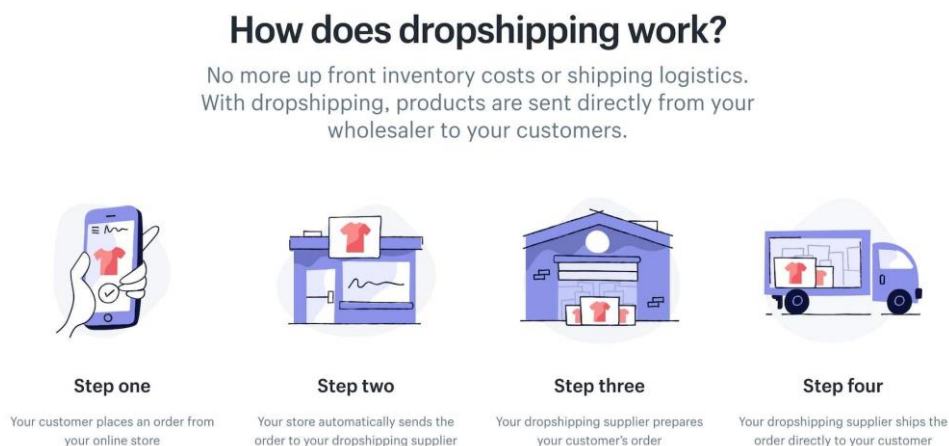 How does dropshipping work?
No more up front inventory costs or shipping logistics.
With dropshipping, products are sent directly from your
wholesaler to your customers.
Step one
Your customer places an order from
your online store
Step two
Your store automatically sends the
order to your dropshipping supplier
Step three
Your dropshipping supplier prepares
your customer's order
Step four
Your dropshipping supplier ships the
order directly to your customer